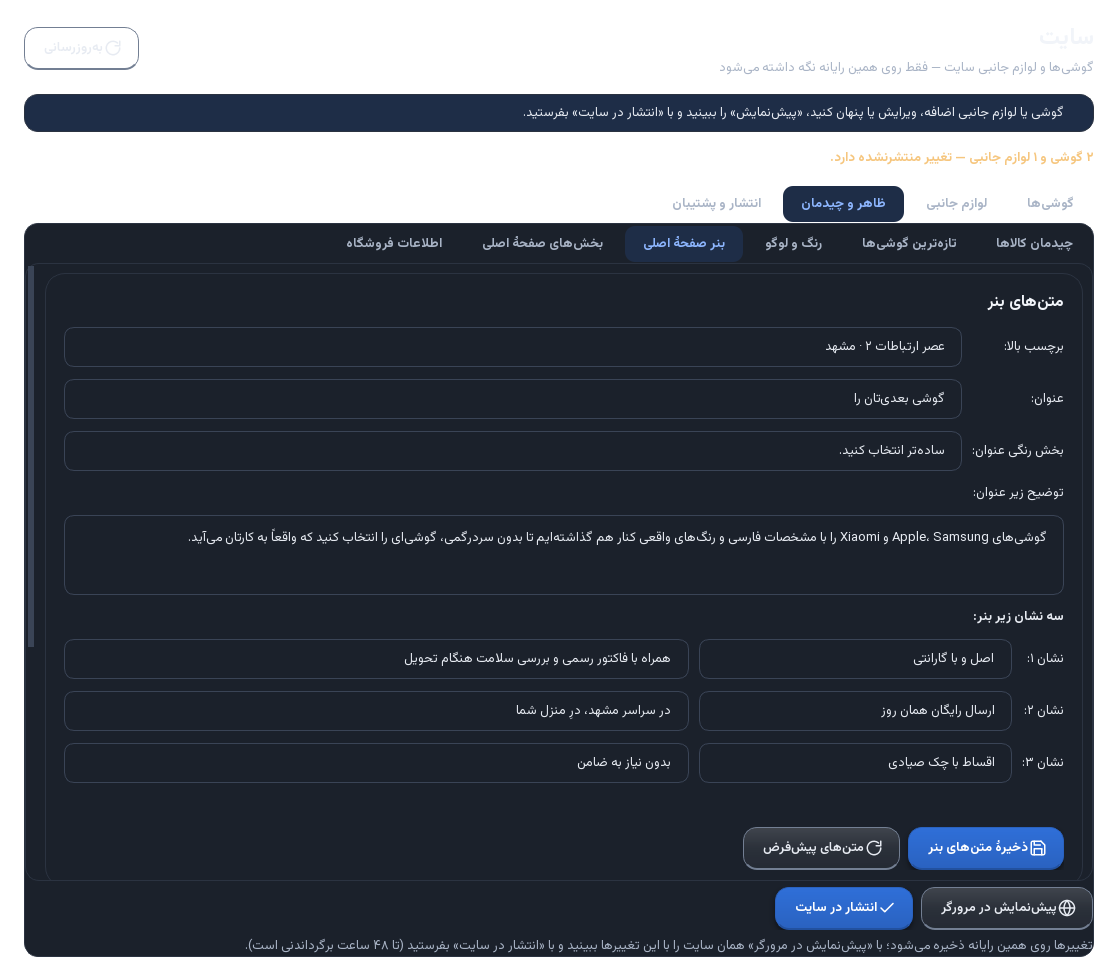 سایت
به‌روزرسانی
گوشی‌ها و لوازم جانبی سایت — فقط روی همین رایانه نگه داشته می‌شود
گوشی یا لوازم جانبی اضافه، ویرایش یا پنهان کنید، «پیش‌نمایش» را ببینید و با «انتشار در سایت» بفرستید.
۲ گوشی و ۱ لوازم جانبی — تغییر منتشرنشده دارد.
گوشی‌ها لوازم جانبی ظاهر و چیدمان انتشار و پشتیبان
چیدمان کالاها تازه‌ترین گوشی‌ها رنگ و لوگو بنر صفحهٔ اصلی بخش‌های صفحهٔ اصلی اطلاعات فروشگاه
متن‌های بنر
برچسب بالا: عصر ارتباطات ۲ · مشهد
عنوان: گوشی بعدی‌تان را
بخش رنگی عنوان: ساده‌تر انتخاب کنید.
توضیح زیر عنوان:
گوشی‌های Apple، Samsung و Xiaomi را با مشخصات فارسی و رنگ‌های واقعی کنار هم گذاشته‌ایم تا بدون سردرگمی، گوشی‌ای را انتخاب کنید که واقعاً به کارتان می‌آید.
سه نشان زیر بنر:
نشان ۱: اصل و با گارانتی همراه با فاکتور رسمی و بررسی سلامت هنگام تحویل
نشان ۲: ارسال رایگان همان روز در سراسر مشهد، درِ منزل شما
نشان ۳: اقساط با چک صیادی بدون نیاز به ضامن
ذخیرهٔ متن‌های بنر متن‌های پیش‌فرض
پیش‌نمایش در مرورگر انتشار در سایت
تغییرها روی همین رایانه ذخیره می‌شود؛ با «پیش‌نمایش در مرورگر» همان سایت را با این تغییرها ببینید و با «انتشار در سایت» بفرستید (تا ۴۸ ساعت برگرداندنی است).